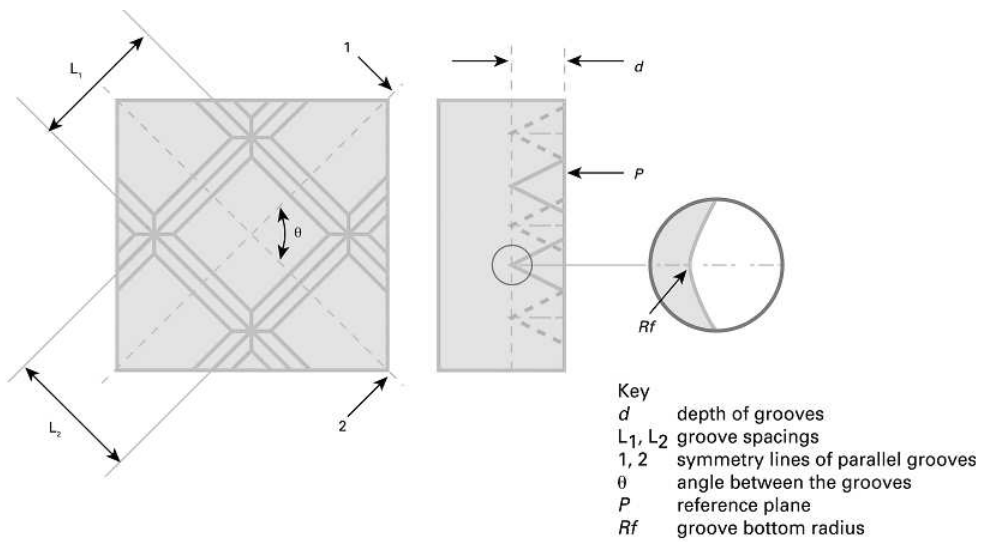 L1
1
d
P
θ
Rf
L2
2
Key
d depth of grooves
L1, L2 groove spacings
1, 2 symmetry lines of parallel grooves
θ angle between the grooves
P reference plane
Rf groove bottom radius